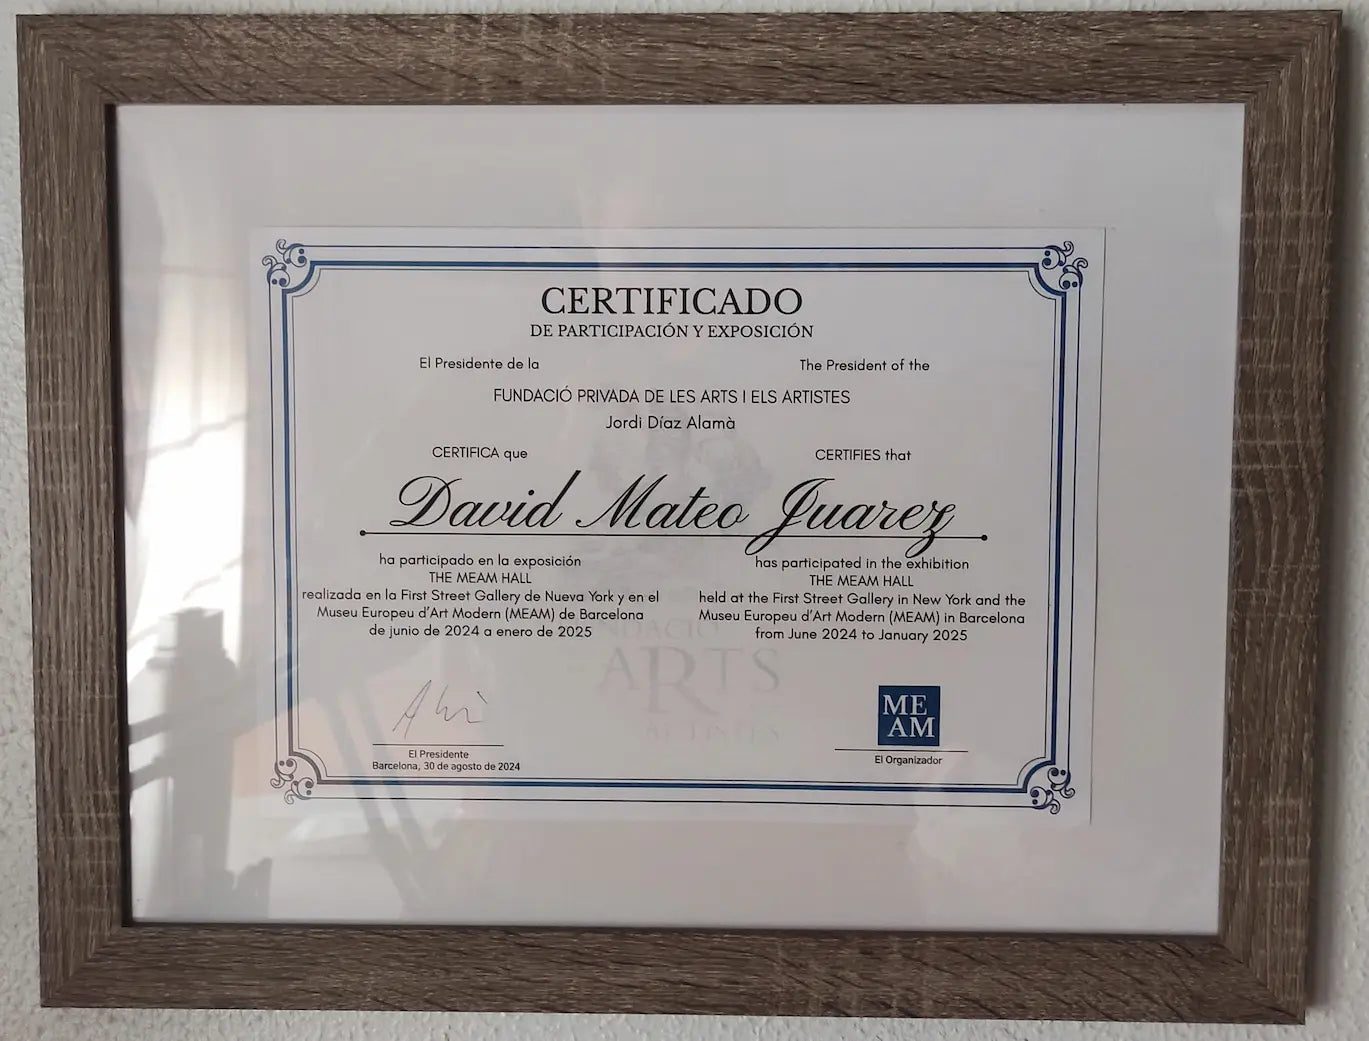 CERTIFICADO
DE PARTICIPACIÓN Y EXPOSICIÓN
El Presidente de la
The President of the
FUNDACIÓ PRIVADA DE LES ARTS I ELS ARTISTES
Jordi Díaz Alamà
CERTIFICA que
CERTIFIES that
David Mateo Juarez
ha participado en la exposición
THE MEAM HALL
realizada en la First Street Gallery de Nueva York y en el
Museu Europeu d'Art Modern (MEAM) de Barcelona
de junio de 2024 a enero de 2025
has participated in the exhibition
THE MEAM HALL
held at the First Street Gallery in New York and the
Museu Europeu d'Art Modern (MEAM) in Barcelona
from June 2024 to January 2025
ARTS
ARTISTES
El Presidente
Barcelona, 30 de agosto de 2024
ME
AM
El Organizador